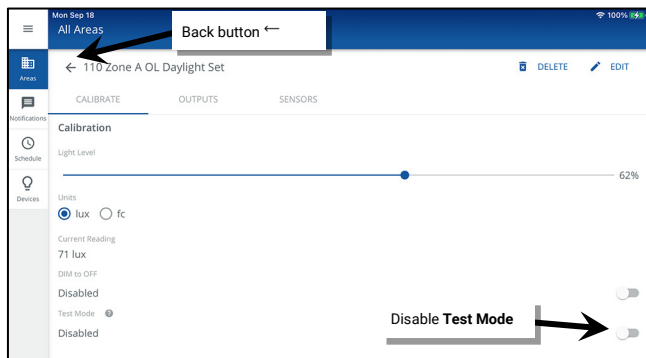 Mon Sep 18
100%
All Areas
Back button ←
← 110 Zone A OL Daylight Set
DELETE
EDIT
Areas
CALIBRATE
OUTPUTS
SENSORS
Notifications
Calibration
Light Level
Schedule
62%
Devices
Units
lux
fc
Current Reading
71 lux
DIM to OFF
Disabled
Test Mode ?
Disable Test Mode
Disabled